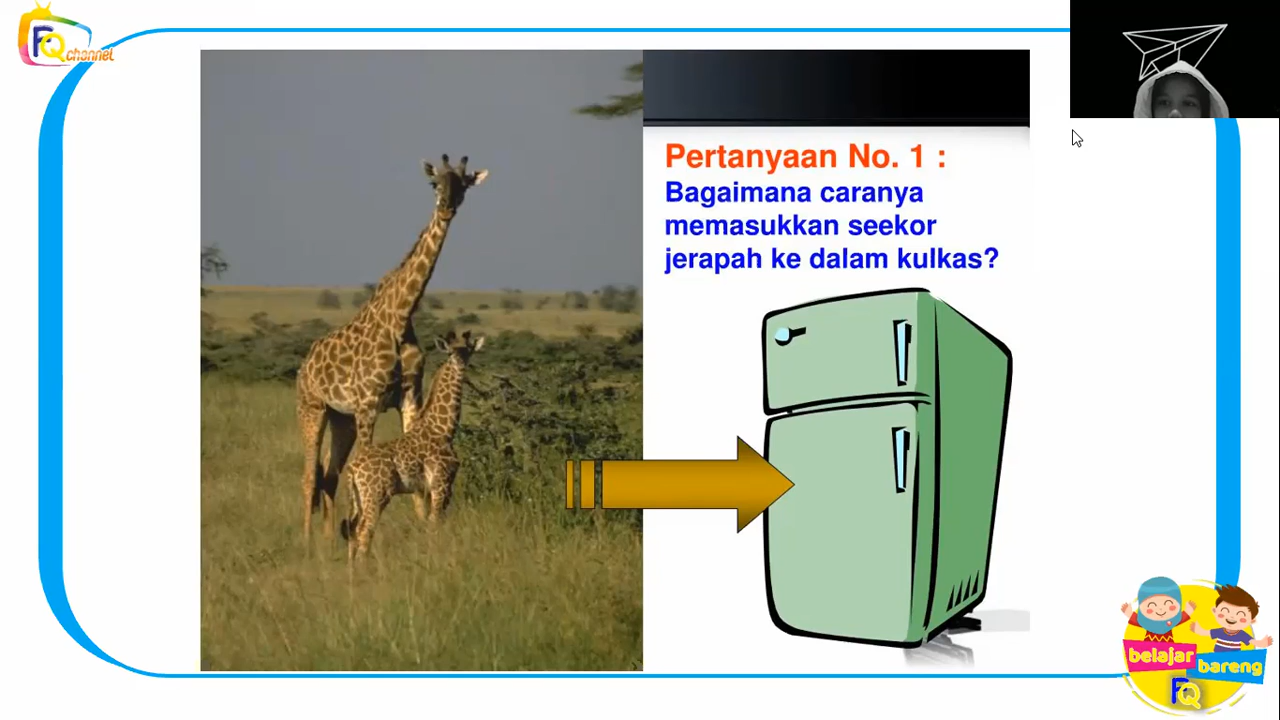 FQ channel
Pertanyaan No. 1 :
Bagaimana caranya
memasukkan seekor
jerapah ke dalam kulkas?
belajar
bareng
FQ